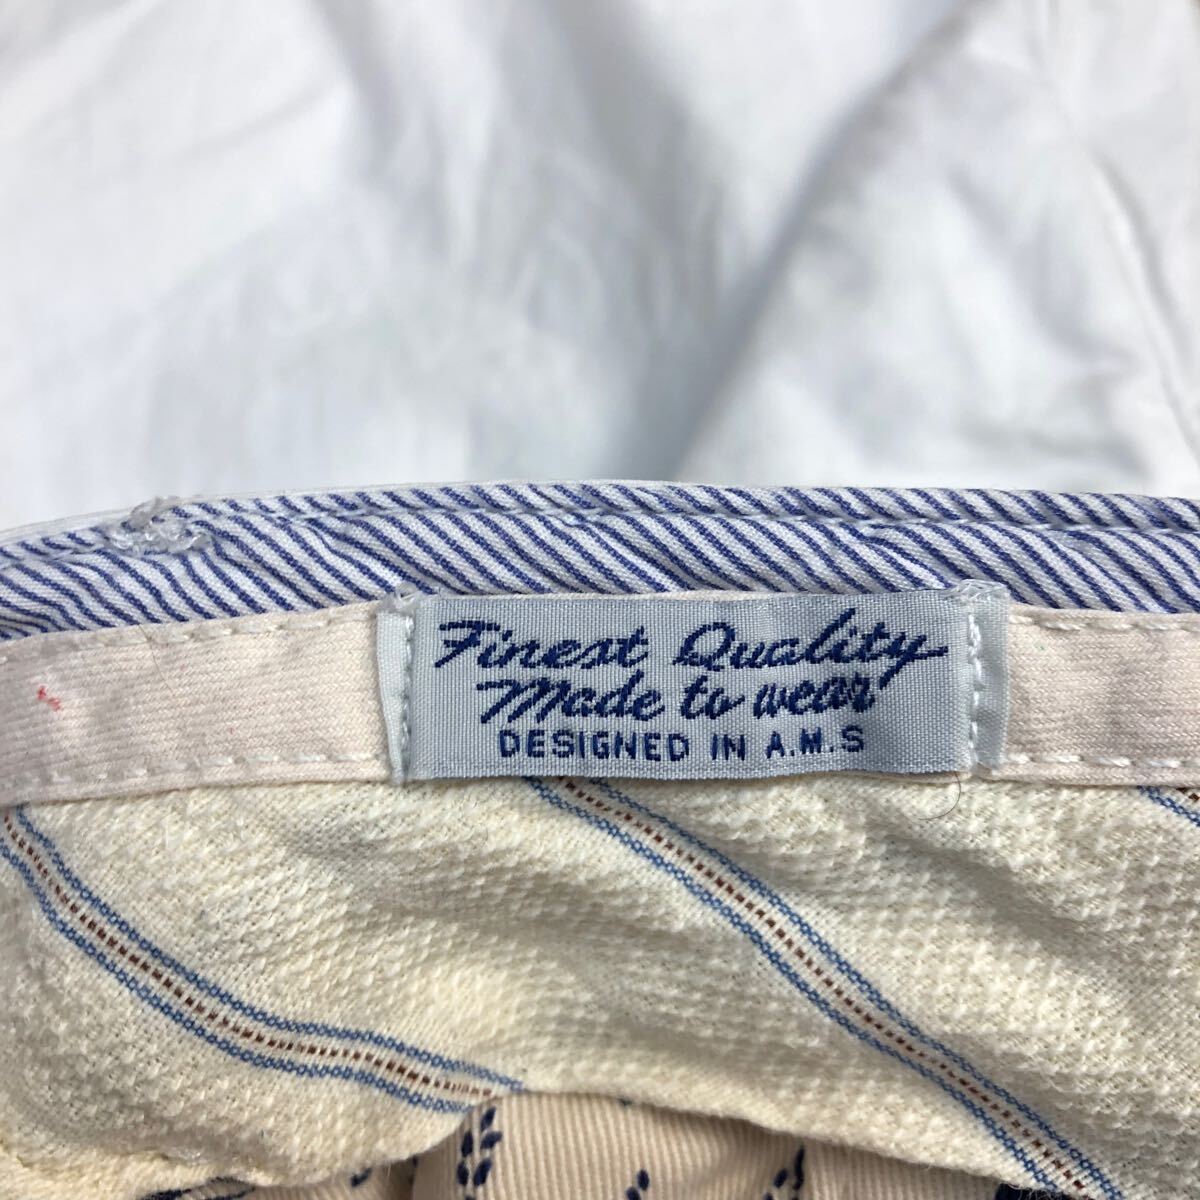 Finest Quality
Made to wear
DESIGNED IN A.M.S